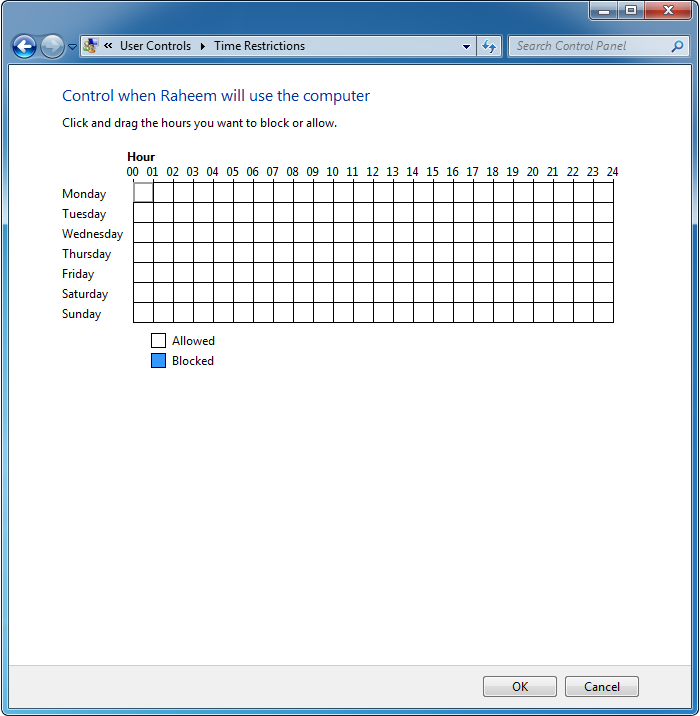 « User Controls ▸ Time Restrictions
Search Control Panel
Control when Raheem will use the computer
Click and drag the hours you want to block or allow.
Hour
00 01 02 03 04 05 06 07 08 09 10 11 12 13 14 15 16 17 18 19 20 21 22 23 24
Monday
Tuesday
Wednesday
Thursday
Friday
Saturday
Sunday
Allowed
Blocked
OK Cancel